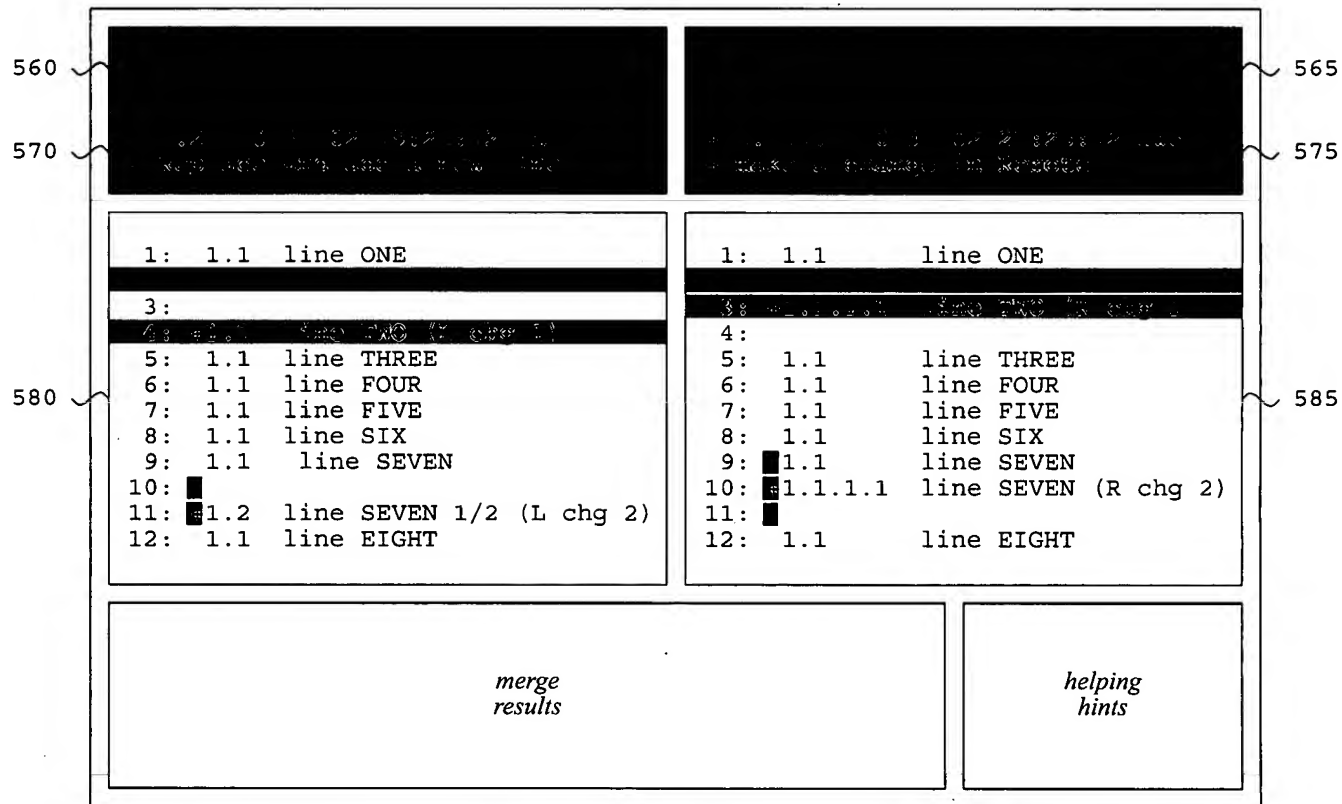 560
565
570
575
1: 1.1 line ONE
3:
4:
5: 1.1 line THREE
6: 1.1 line FOUR
7: 1.1 line FIVE
8: 1.1 line SIX
9: 1.1 line SEVEN
10:
11: 1.2 line SEVEN 1/2 (L chg 2)
12: 1.1 line EIGHT
580
1: 1.1 line ONE
3:
4:
5: 1.1 line THREE
6: 1.1 line FOUR
7: 1.1 line FIVE
8: 1.1 line SIX
9: 1.1 line SEVEN
10: 1.1.1.1 line SEVEN (R chg 2)
11:
12: 1.1 line EIGHT
585
merge
results
helping
hints